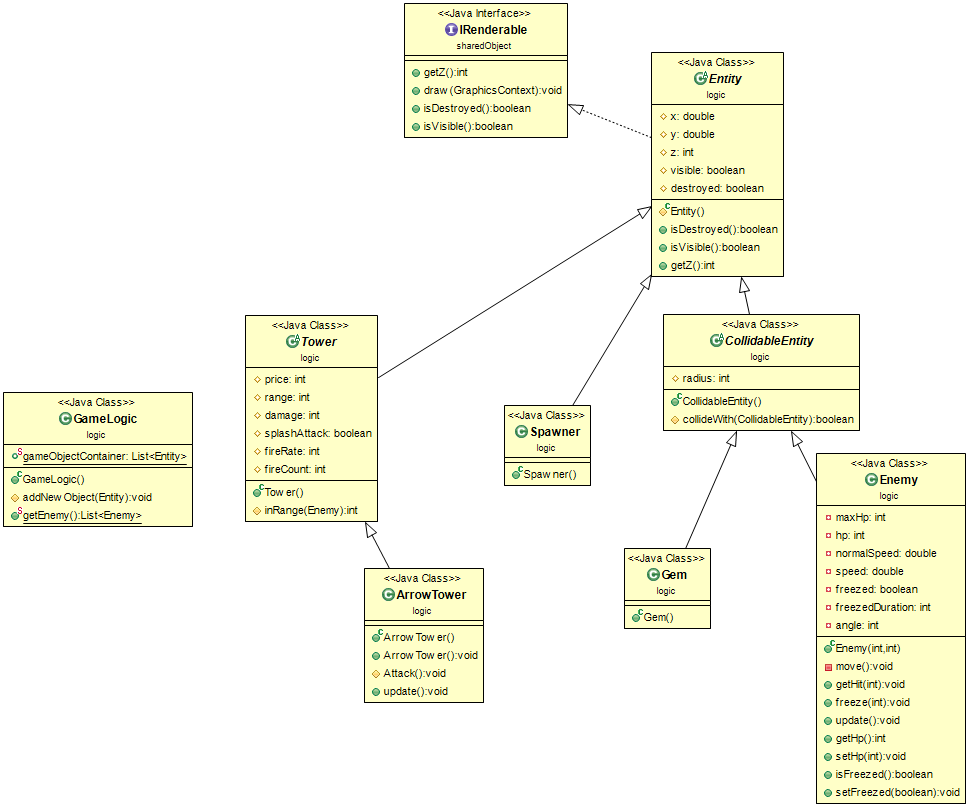 <<Java Interface>>
IRenderable
sharedObject
getZ():int
draw(GraphicsContext):void
isDestroyed():boolean
isVisible():boolean
<<Java Class>>
Entity
logic
x: double
y: double
z: int
visible: boolean
destroyed: boolean
Entity()
isDestroyed():boolean
isVisible():boolean
getZ():int
<<Java Class>>
Tower
logic
price: int
range: int
damage: int
splashAttack: boolean
fireRate: int
fireCount: int
Tower()
inRange(Enemy):int
<<Java Class>>
CollidableEntity
logic
radius: int
CollidableEntity()
collideWith(CollidableEntity):boolean
<<Java Class>>
GameLogic
logic
gameObjectContainer: List<Entity>
GameLogic()
addNewObject(Entity):void
getEnemy():List<Enemy>
<<Java Class>>
Spawner
logic
Spawner()
<<Java Class>>
Enemy
logic
maxHp: int
hp: int
normalSpeed: double
speed: double
freezed: boolean
freezedDuration: int
angle: int
Enemy(int,int)
move():void
getHit(int):void
freeze(int):void
update():void
getHp():int
setHp(int):void
isFreezed():boolean
setFreezed(boolean):void
<<Java Class>>
Gem
logic
Gem()
<<Java Class>>
ArrowTower
logic
ArrowTower()
ArrowTower():void
Attack():void
update():void